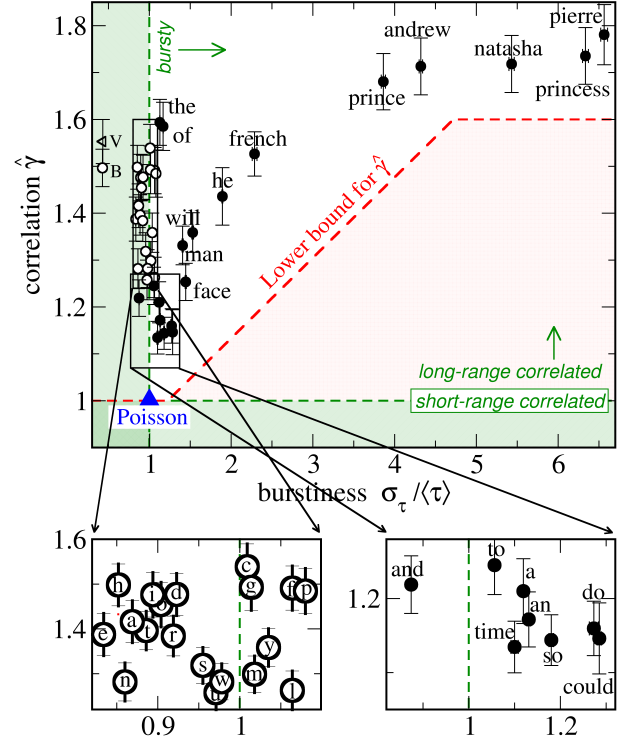 1.8
1.6
1.4
1.2
1
correlation γ̂
bursty
pierre
andrew
natasha
prince
princess
the
of
french
V
B
he
will
man
face
Lower bound for γ̂
long-range correlated
short-range correlated
Poisson
1 2 3 4 5 6
burstiness στ/⟨τ⟩
1.6
1.4
c
h i o d g f p
a t r
e
y
s
n w m
u l
0.9 1
1.2
and
to
a
an
do
time
so
could
1 1.2